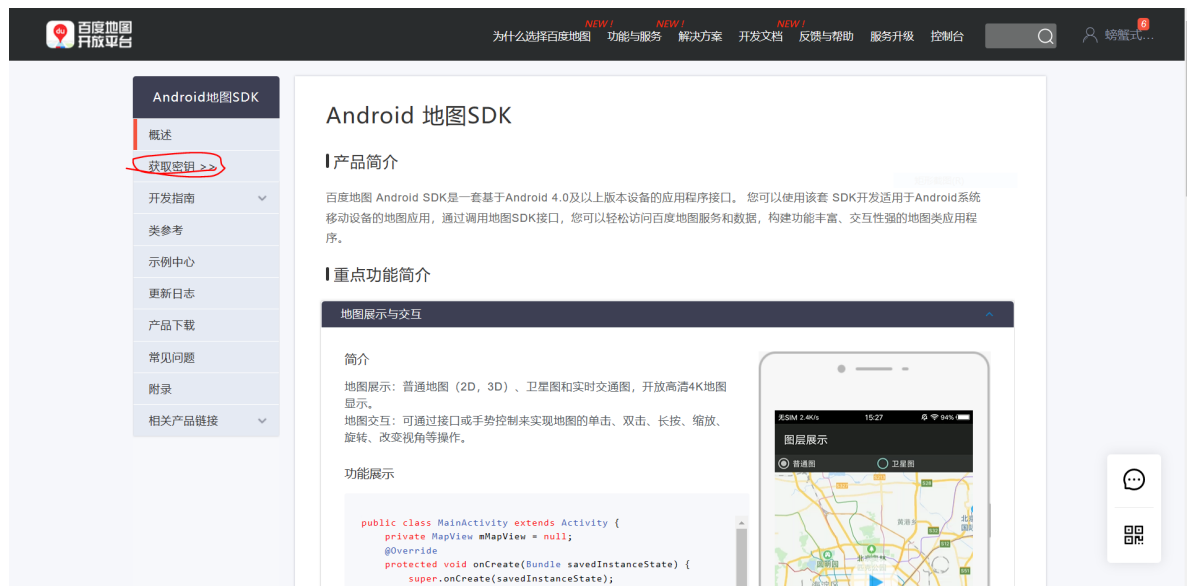 百度地图
开放平台
NEW !
NEW !
NEW !
为什么选择百度地图 功能与服务 解决方案 开发文档 反馈与帮助 服务升级 控制台
6
螃蟹式...
Android地图SDK
概述
获取密钥 >>
开发指南
类参考
示例中心
更新日志
产品下载
常见问题
附录
相关产品链接
Android 地图SDK
产品简介
百度地图 Android SDK是一套基于Android 4.0及以上版本设备的应用程序接口。 您可以使用该套 SDK开发适用于Android系统
移动设备的地图应用，通过调用地图SDK接口，您可以轻松访问百度地图服务和数据，构建功能丰富、交互性强的地图类应用程
序。
重点功能简介
地图展示与交互
简介
地图展示：普通地图（2D，3D）、卫星图和实时交通图，开放高清4K地图
显示。
地图交互：可通过接口或手势控制来实现地图的单击、双击、长按、缩放、
旋转、改变视角等操作。
功能展示
public class MainActivity extends Activity {
private MapView mMapView = null;
@Override
protected void onCreate(Bundle savedInstanceState) {
super.onCreate(savedInstanceState);
无SIM 2.4K/s 15:27 94%
图层展示
普通图 卫星图
黄港乡
圆明园